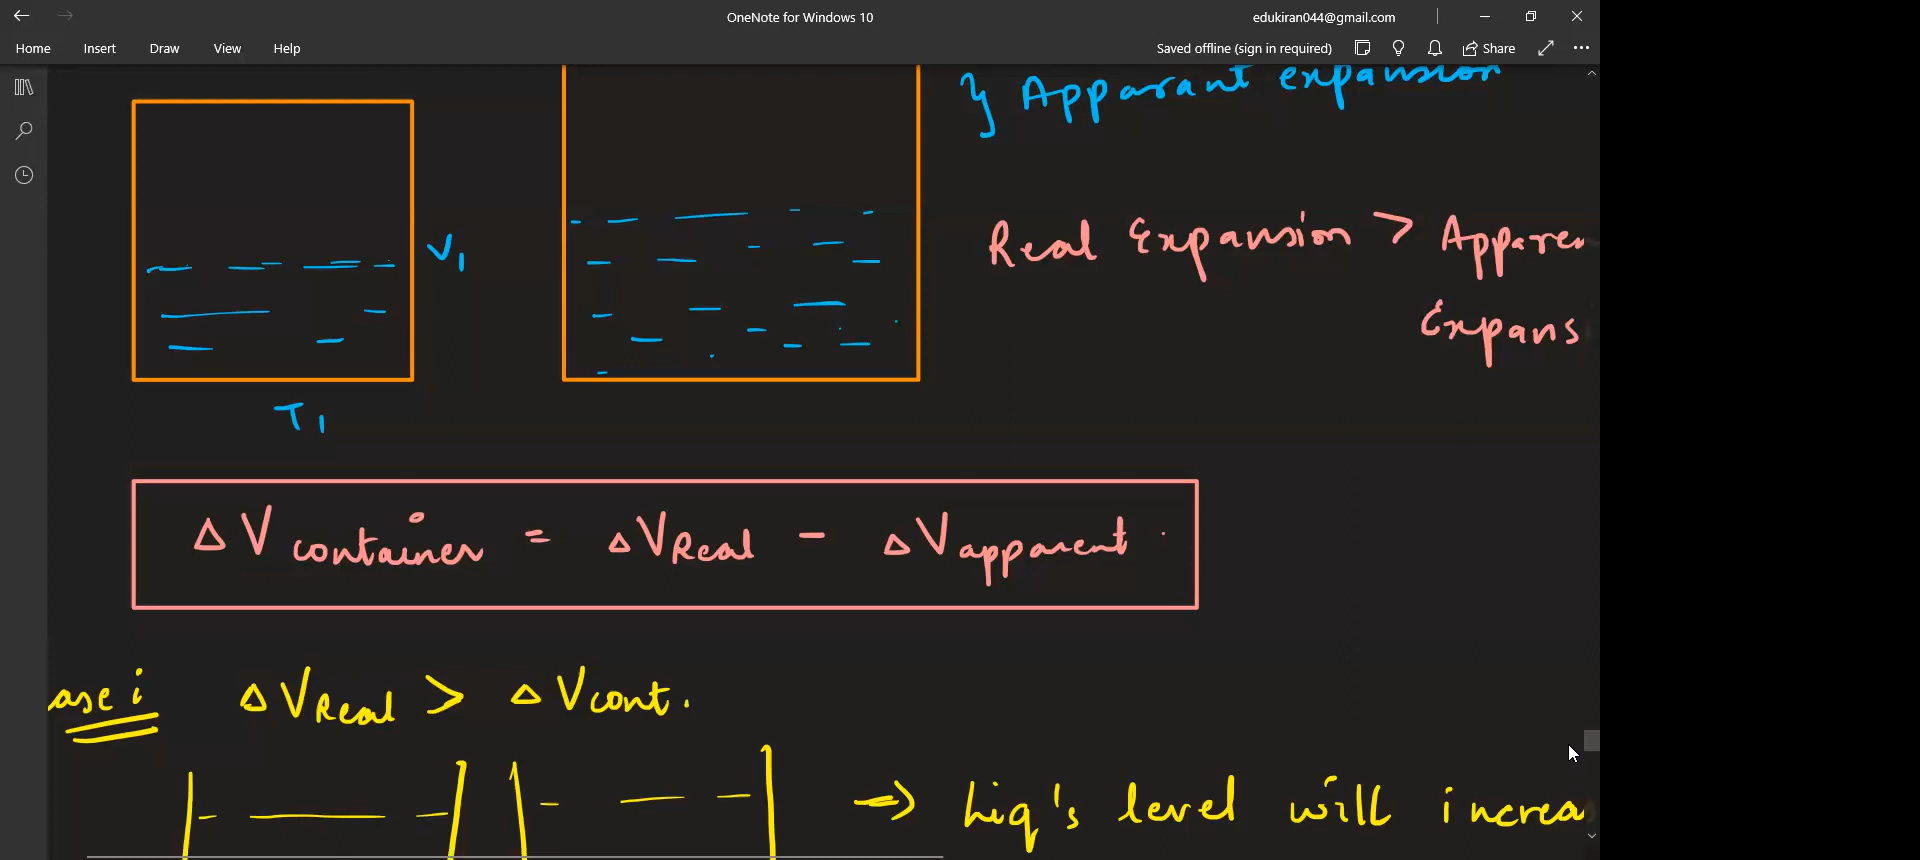 OneNote for Windows 10
edukiran044@gmail.com
Home Insert Draw View Help
Saved offline (sign in required) Share
} Apparant expansion
V1
Real Expansion > Apparen
Expans
T1
ΔV container = ΔV Real - ΔV apparent
ase i ΔV Real > ΔV cont.
→ Liq's level will increa